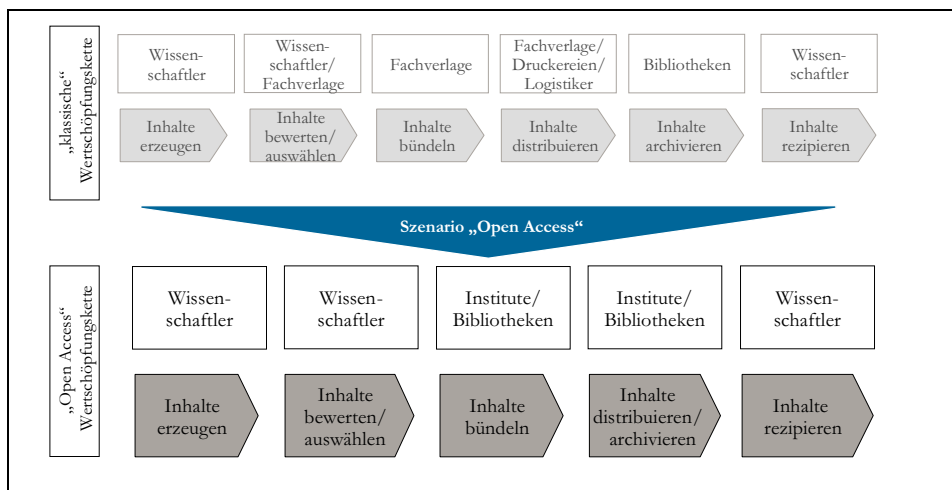 „klassische“
Wertschöpfungskette
Wissen-
schaftler
Wissen-
schaftler/
Fachverlage
Fachverlage
Fachverlage/
Druckereien/
Logistiker
Bibliotheken
Wissen-
schaftler
Inhalte
erzeugen
Inhalte
bewerten/
auswählen
Inhalte
bündeln
Inhalte
distribuieren
Inhalte
archivieren
Inhalte
rezipieren
Szenario „Open Access“
„Open Access“
Wertschöpfungskette
Wissen-
schaftler
Wissen-
schaftler
Institute/
Bibliotheken
Institute/
Bibliotheken
Wissen-
schaftler
Inhalte
erzeugen
Inhalte
bewerten/
auswählen
Inhalte
bündeln
Inhalte
distribuieren/
archivieren
Inhalte
rezipieren